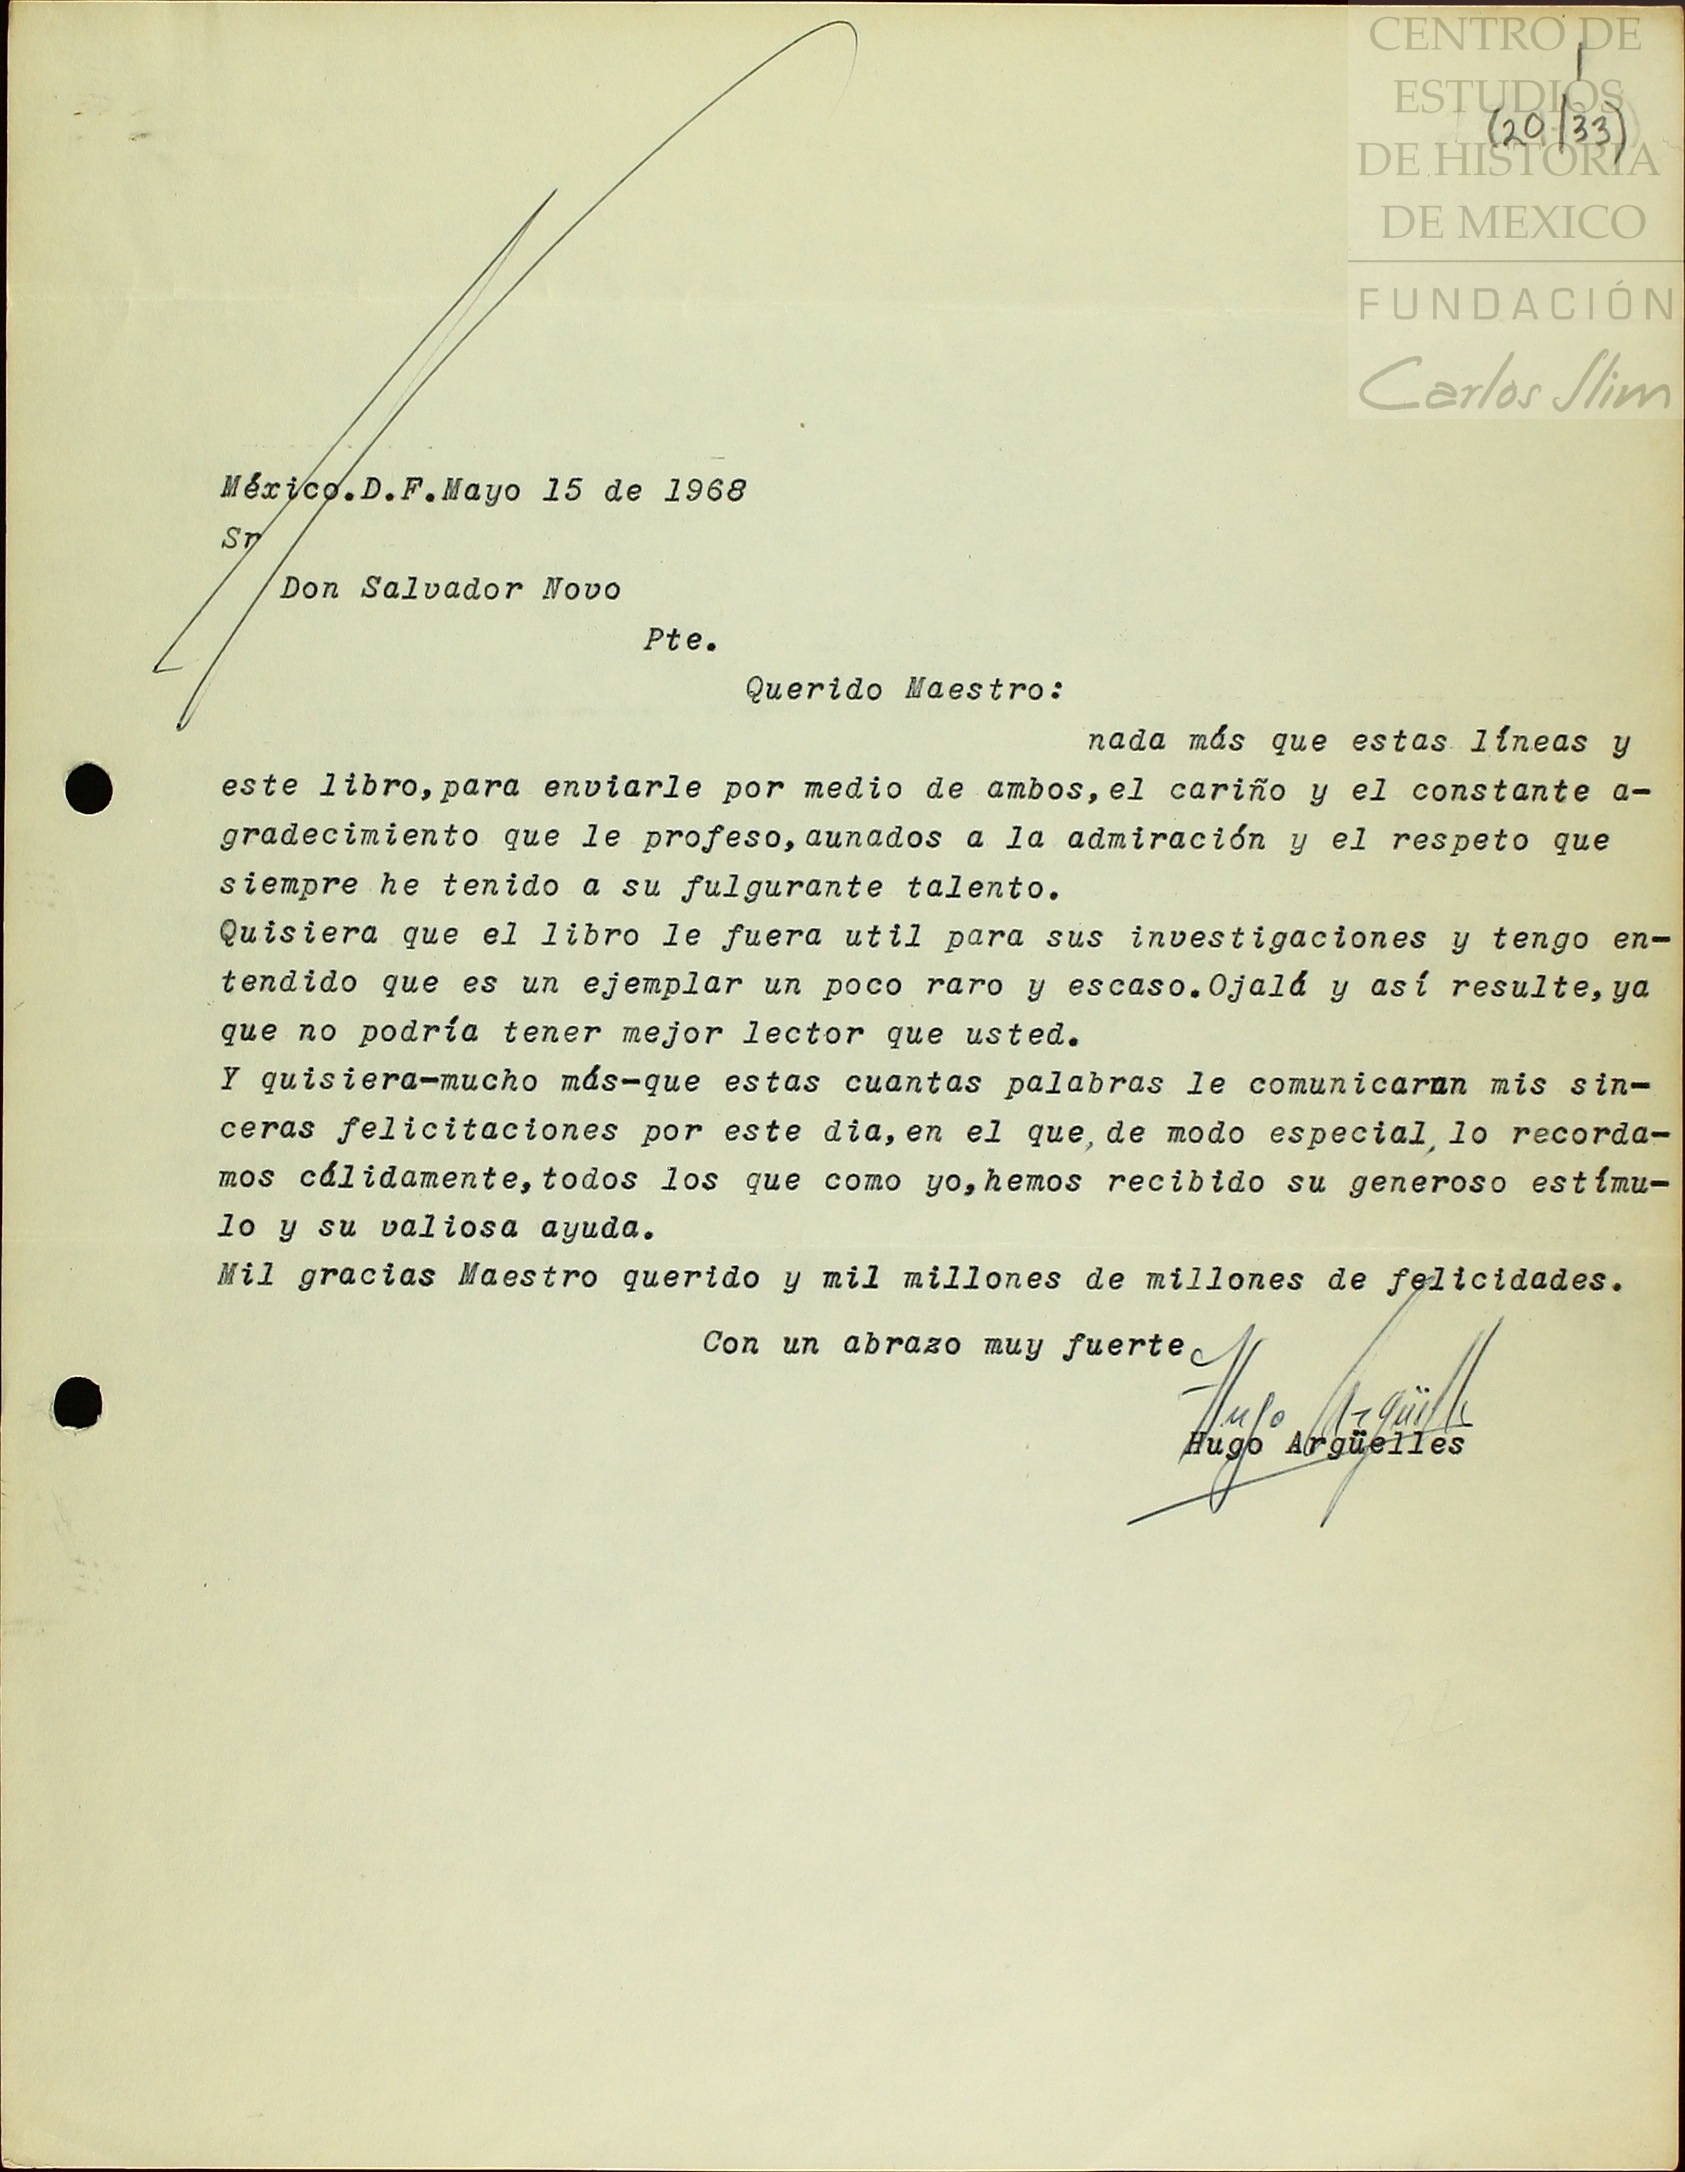 CENTRO DE
ESTUDIOS
DE HISTORIA
DE MEXICO
FUNDACIÓN
Carlos Slim
1
(20/33)
México.D.F.Mayo 15 de 1968
Sr
Don Salvador Novo
Pte.
Querido Maestro:
nada más que estas líneas y
este libro,para enviarle por medio de ambos,el cariño y el constante a-
gradecimiento que le profeso,aunados a la admiración y el respeto que
siempre he tenido a su fulgurante talento.
Quisiera que el libro le fuera util para sus investigaciones y tengo en-
tendido que es un ejemplar un poco raro y escaso.Ojalá y así resulte,ya
que no podría tener mejor lector que usted.
Y quisiera-mucho más-que estas cuantas palabras le comunicaran mis sin-
ceras felicitaciones por este dia,en el que,de modo especial,lo recorda-
mos cálidamente,todos los que como yo,hemos recibido su generoso estímu-
lo y su valiosa ayuda.
Mil gracias Maestro querido y mil millones de millones de felicidades.
Con un abrazo muy fuerte
Hugo Argüelles
Hugo Argüelles